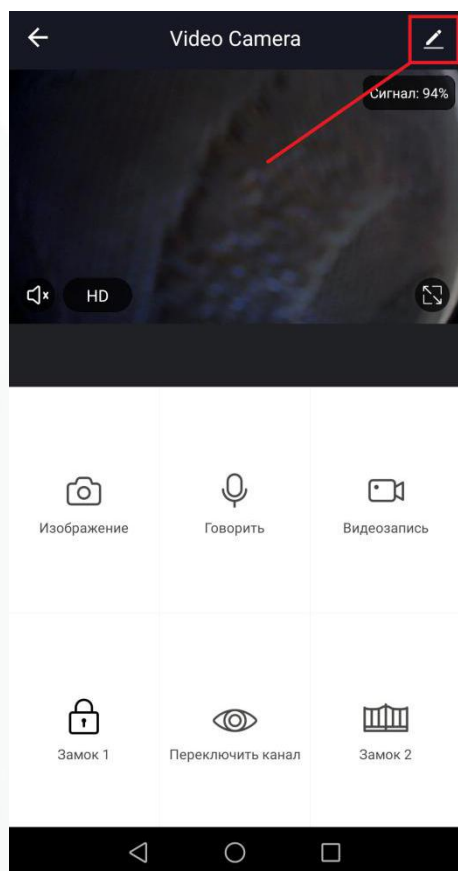 Video Camera
Сигнал: 94%
HD
Изображение
Говорить
Видеозапись
Замок 1
Переключить канал
Замок 2